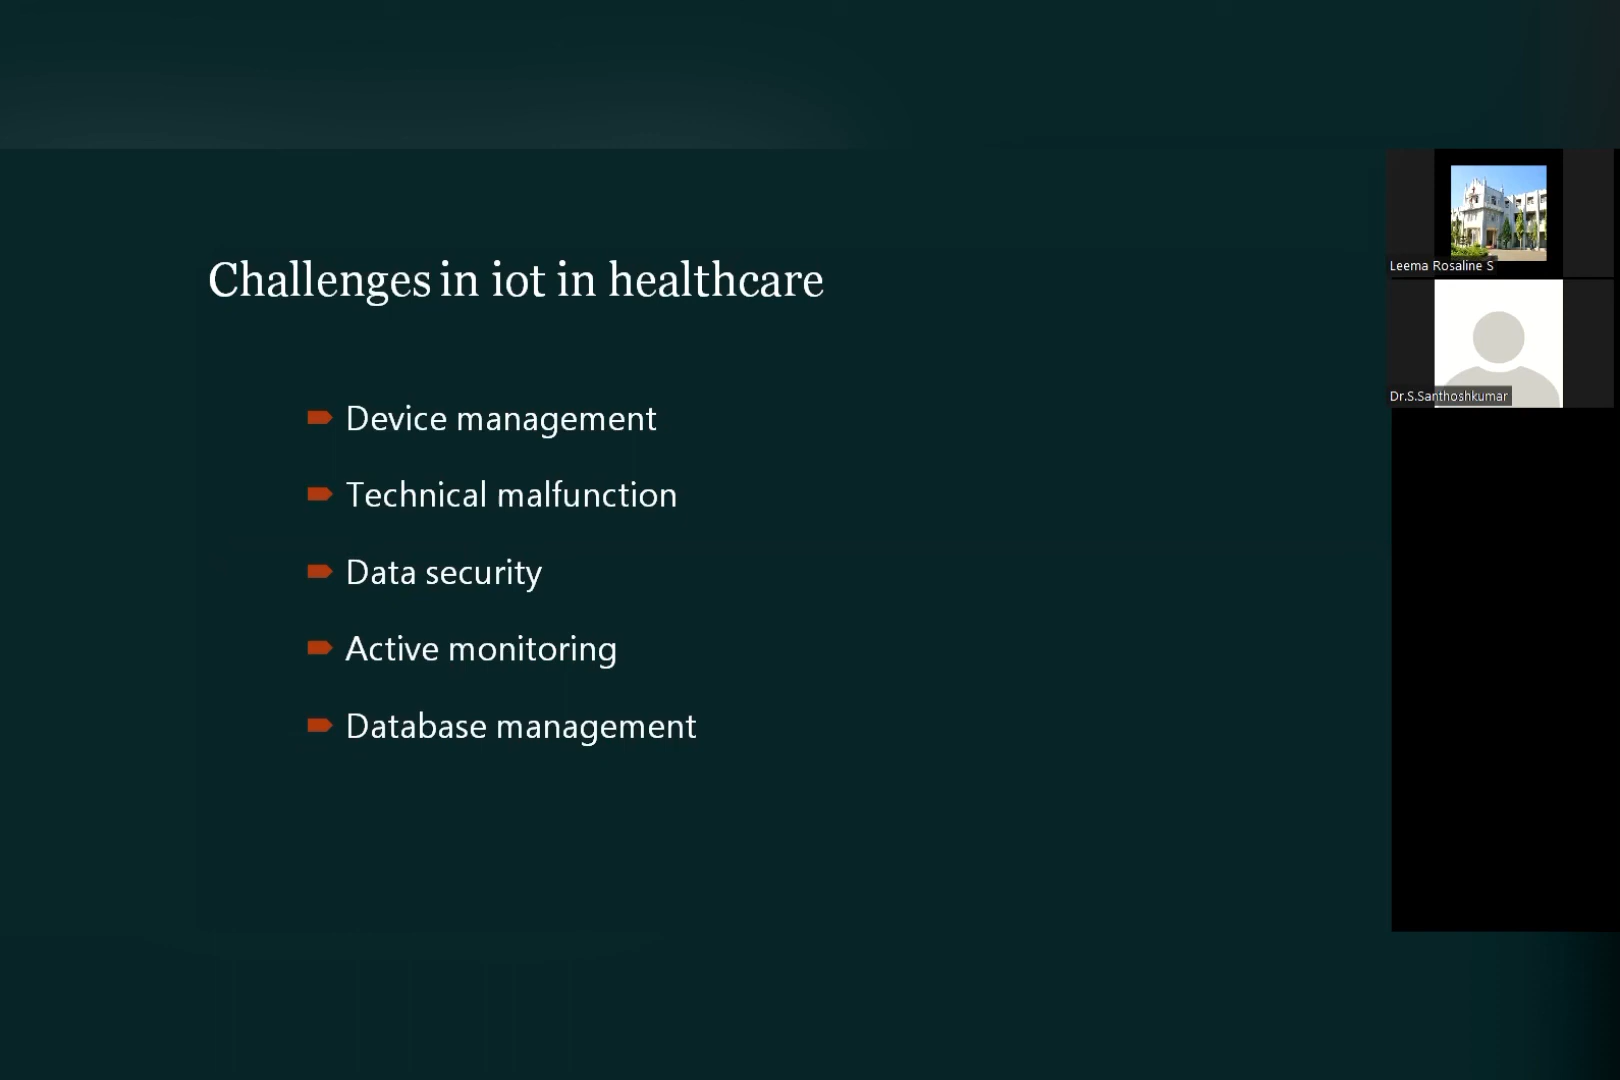 Challenges in iot in healthcare
Device management
Technical malfunction
Data security
Active monitoring
Database management
Leema Rosaline S
Dr.S.Santhoshkumar